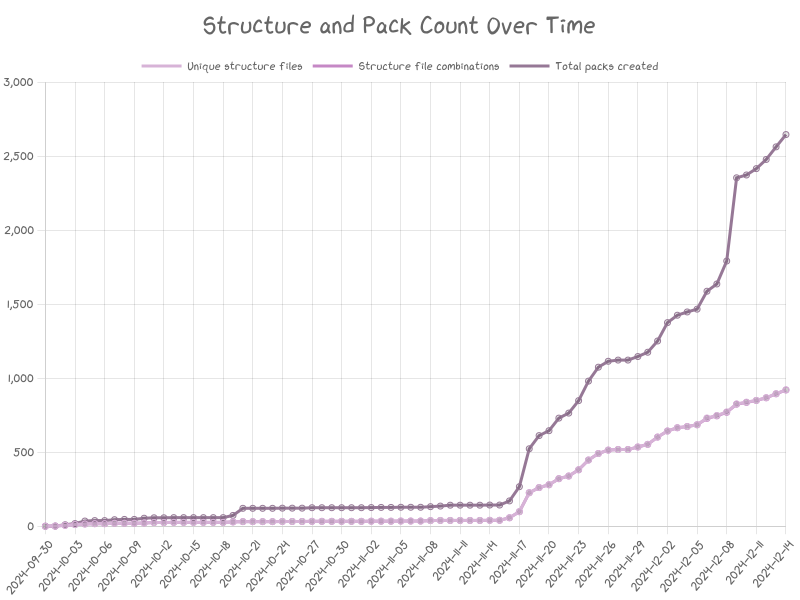 Structure and Pack Count Over Time
Unique structure files Structure file combinations Total packs created
3,000
2,500
2,000
1,500
1,000
500
0
2024-09-30 2024-10-03 2024-10-06 2024-10-09 2024-10-12 2024-10-15 2024-10-18 2024-10-21 2024-10-24 2024-10-27 2024-10-30 2024-11-02 2024-11-05 2024-11-08 2024-11-11 2024-11-14 2024-11-17 2024-11-20 2024-11-23 2024-11-26 2024-11-29 2024-12-02 2024-12-05 2024-12-08 2024-12-11 2024-12-14